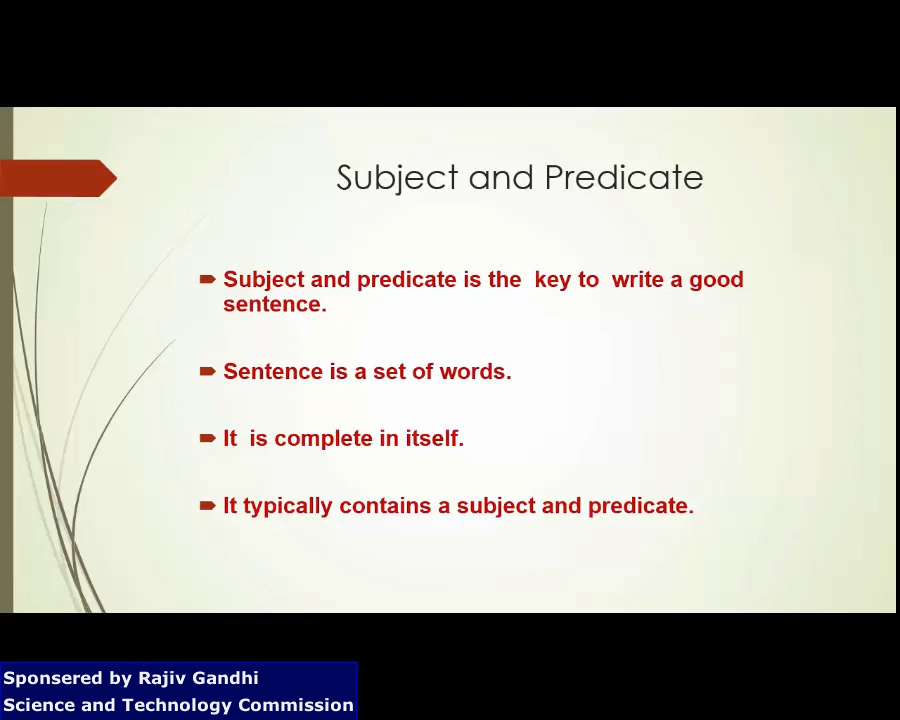 Subject and Predicate
Subject and predicate is the  key to  write a good
sentence.
Sentence is a set of words.
It  is complete in itself.
It typically contains a subject and predicate.
Sponsered by Rajiv Gandhi
Science and Technology Commission